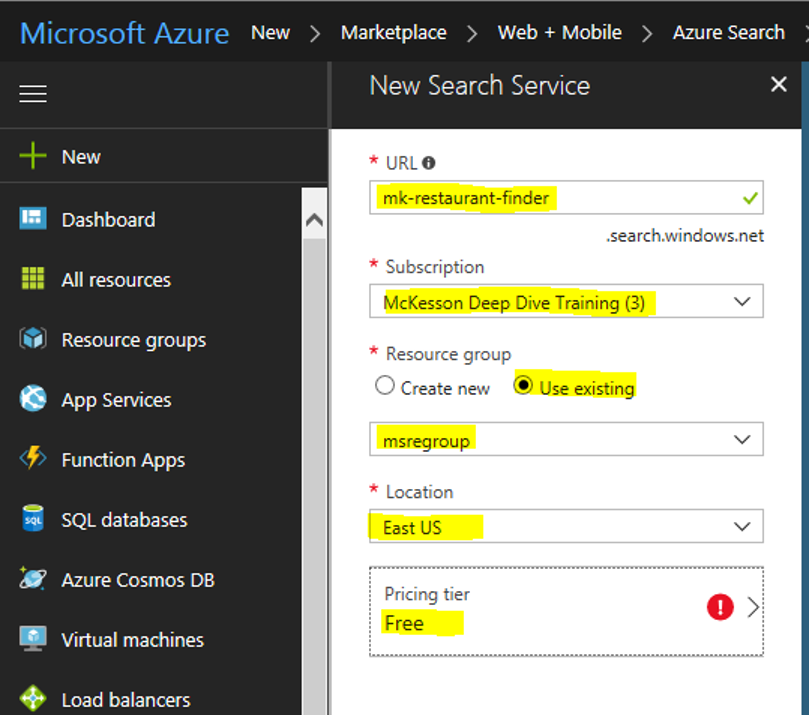 Microsoft Azure New > Marketplace > Web + Mobile > Azure Search >
New Search Service
New
Dashboard
All resources
Resource groups
App Services
Function Apps
SQL databases
Azure Cosmos DB
Virtual machines
Load balancers
* URL
mk-restaurant-finder
.search.windows.net
* Subscription
McKesson Deep Dive Training (3)
* Resource group
Create new Use existing
msregroup
* Location
East US
Pricing tier
Free